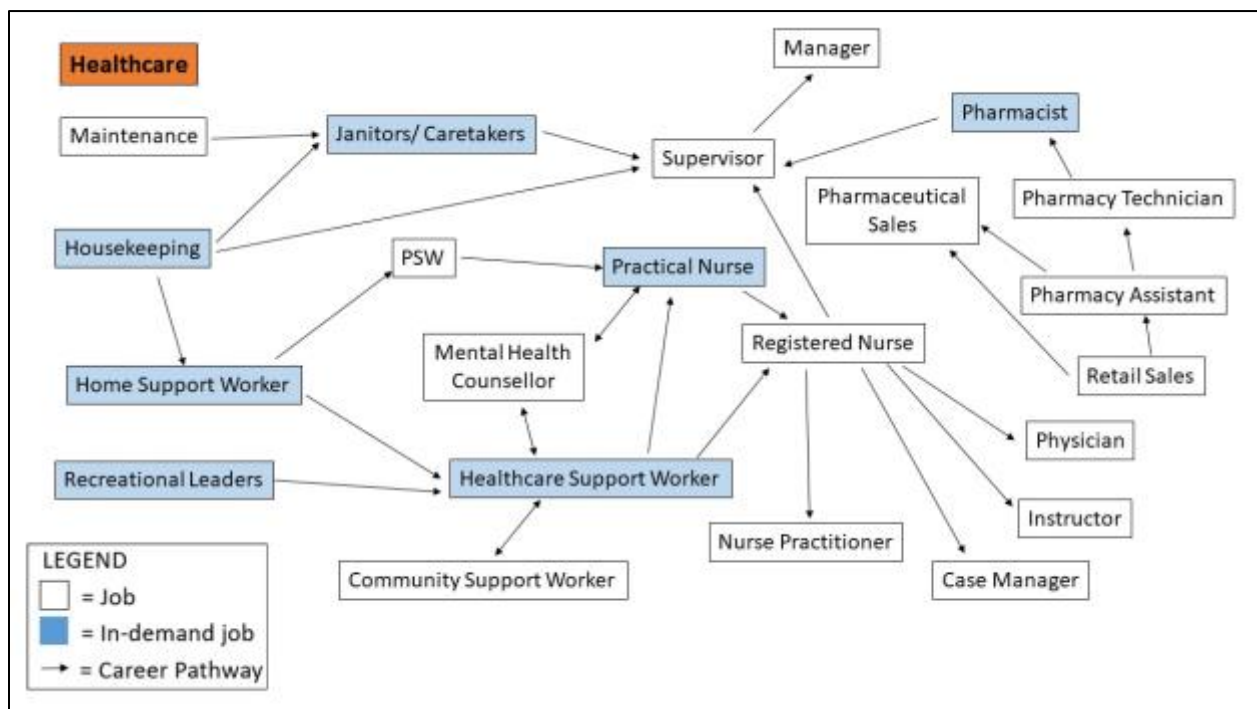 Healthcare
Manager
Maintenance
Janitors/ Caretakers
Pharmacist
Supervisor
Pharmaceutical
Sales
Pharmacy Technician
Housekeeping
PSW
Practical Nurse
Pharmacy Assistant
Mental Health
Counsellor
Registered Nurse
Retail Sales
Home Support Worker
Physician
Recreational Leaders
Healthcare Support Worker
Instructor
Nurse Practitioner
Community Support Worker
Case Manager
LEGEND
= Job
= In-demand job
= Career Pathway